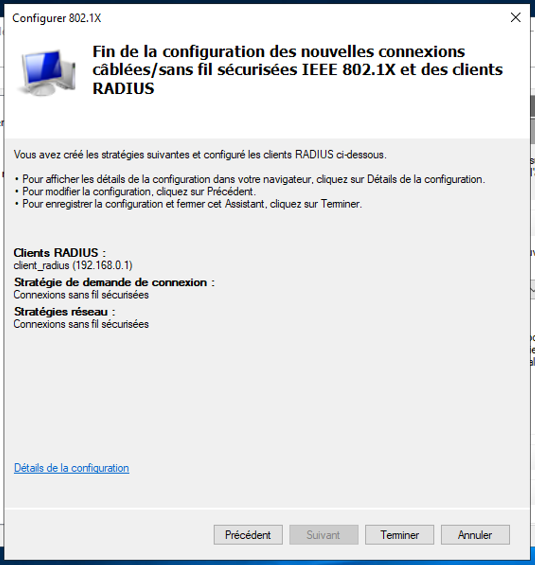 Configurer 802.1X
Fin de la configuration des nouvelles connexions
câblées/sans fil sécurisées IEEE 802.1X et des clients
RADIUS
Vous avez créé les stratégies suivantes et configuré les clients RADIUS ci-dessous.
• Pour afficher les détails de la configuration dans votre navigateur, cliquez sur Détails de la configuration.
• Pour modifier la configuration, cliquez sur Précédent.
• Pour enregistrer la configuration et fermer cet Assistant, cliquez sur Terminer.
Clients RADIUS :
client_radius (192.168.0.1)
Stratégie de demande de connexion :
Connexions sans fil sécurisées
Stratégies réseau :
Connexions sans fil sécurisées
Détails de la configuration
Précédent
Suivant
Terminer
Annuler